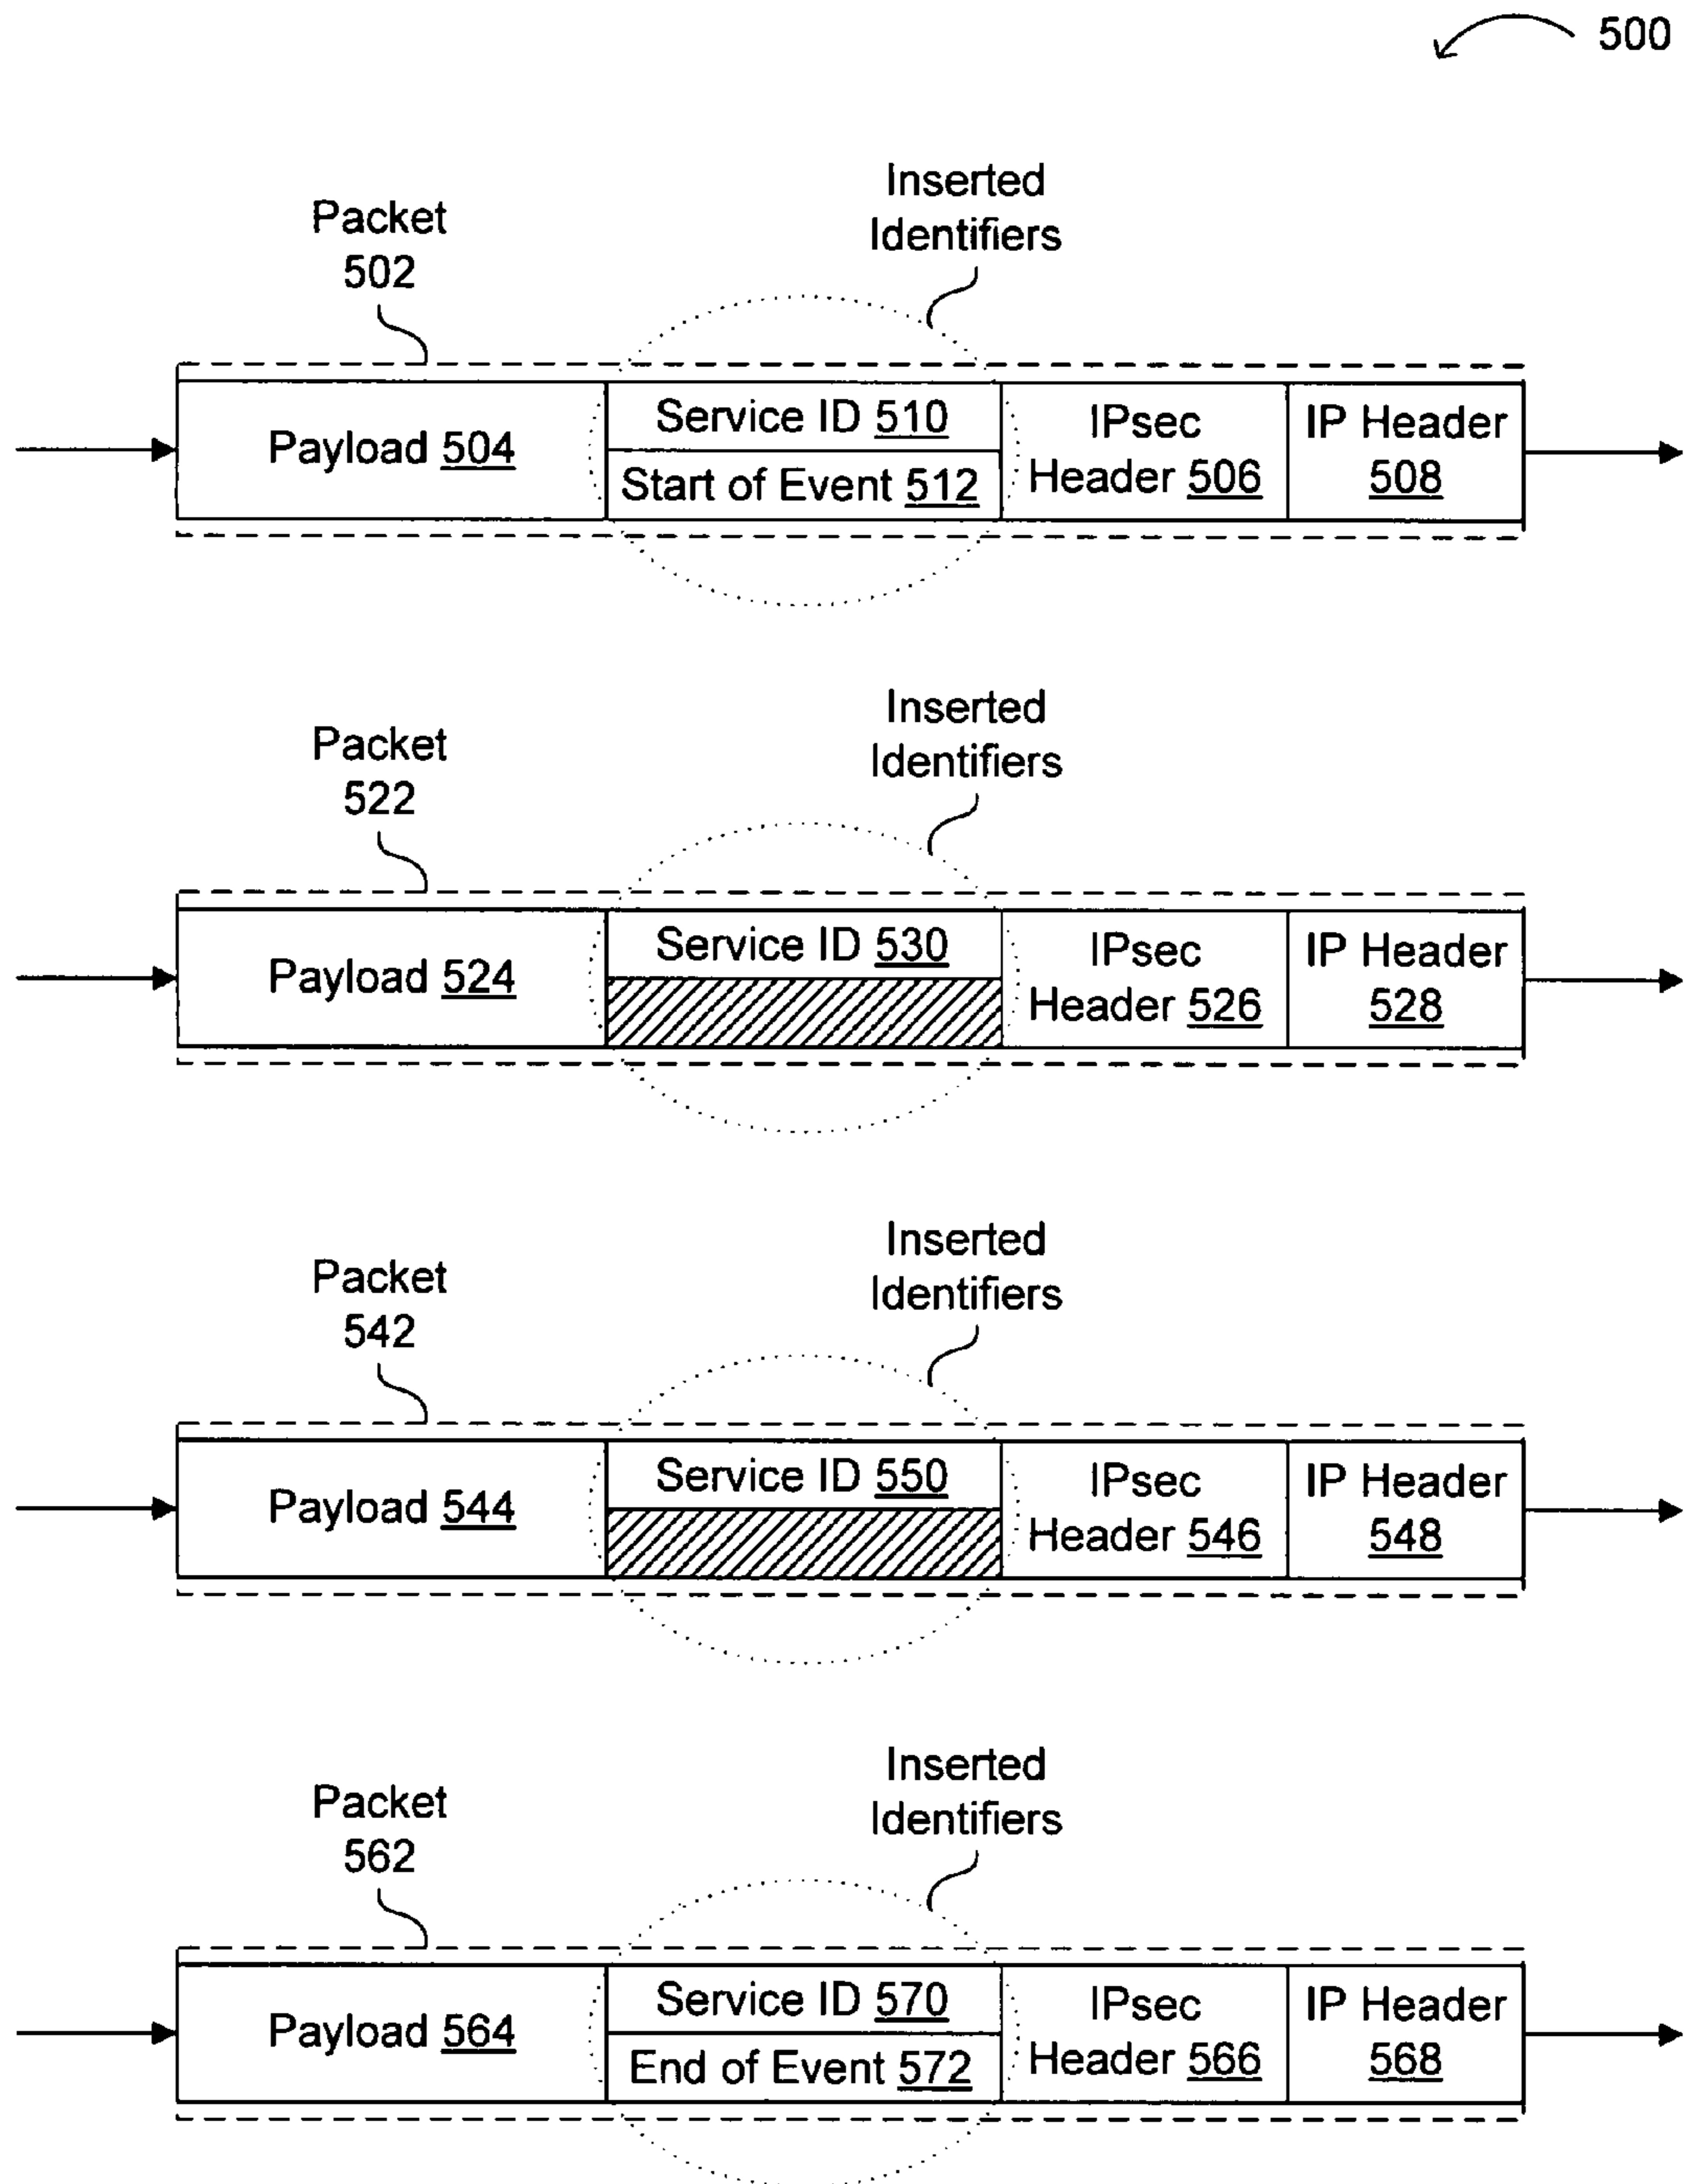 500
Inserted
Identifiers
Packet
502
Payload 504
Service ID 510
Start of Event 512
IPsec
Header 506
IP Header
508
Inserted
Identifiers
Packet
522
Payload 524
Service ID 530
IPsec
Header 526
IP Header
528
Inserted
Identifiers
Packet
542
Payload 544
Service ID 550
IPsec
Header 546
IP Header
548
Inserted
Identifiers
Packet
562
Payload 564
Service ID 570
End of Event 572
IPsec
Header 566
IP Header
568